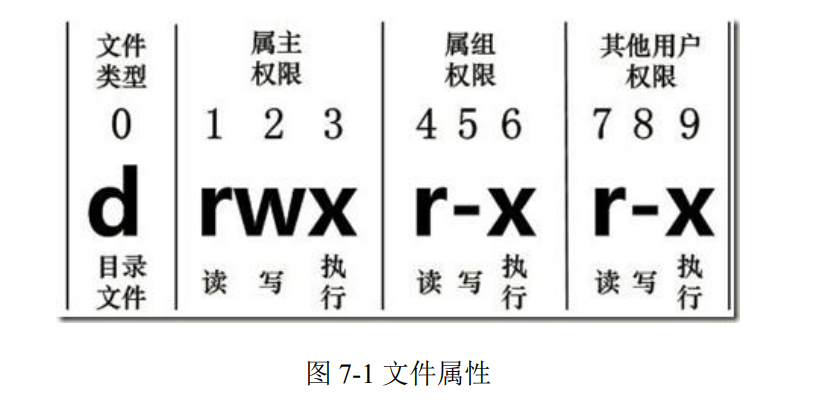 文件 属主 属组 其他用户
类型 权限 权限 权限
0 1 2 3 4 5 6 7 8 9
d rwx r-x r-x
目录 读 写 执 读 写 执 读 写 执
文件 行 行 行
图 7-1 文件属性